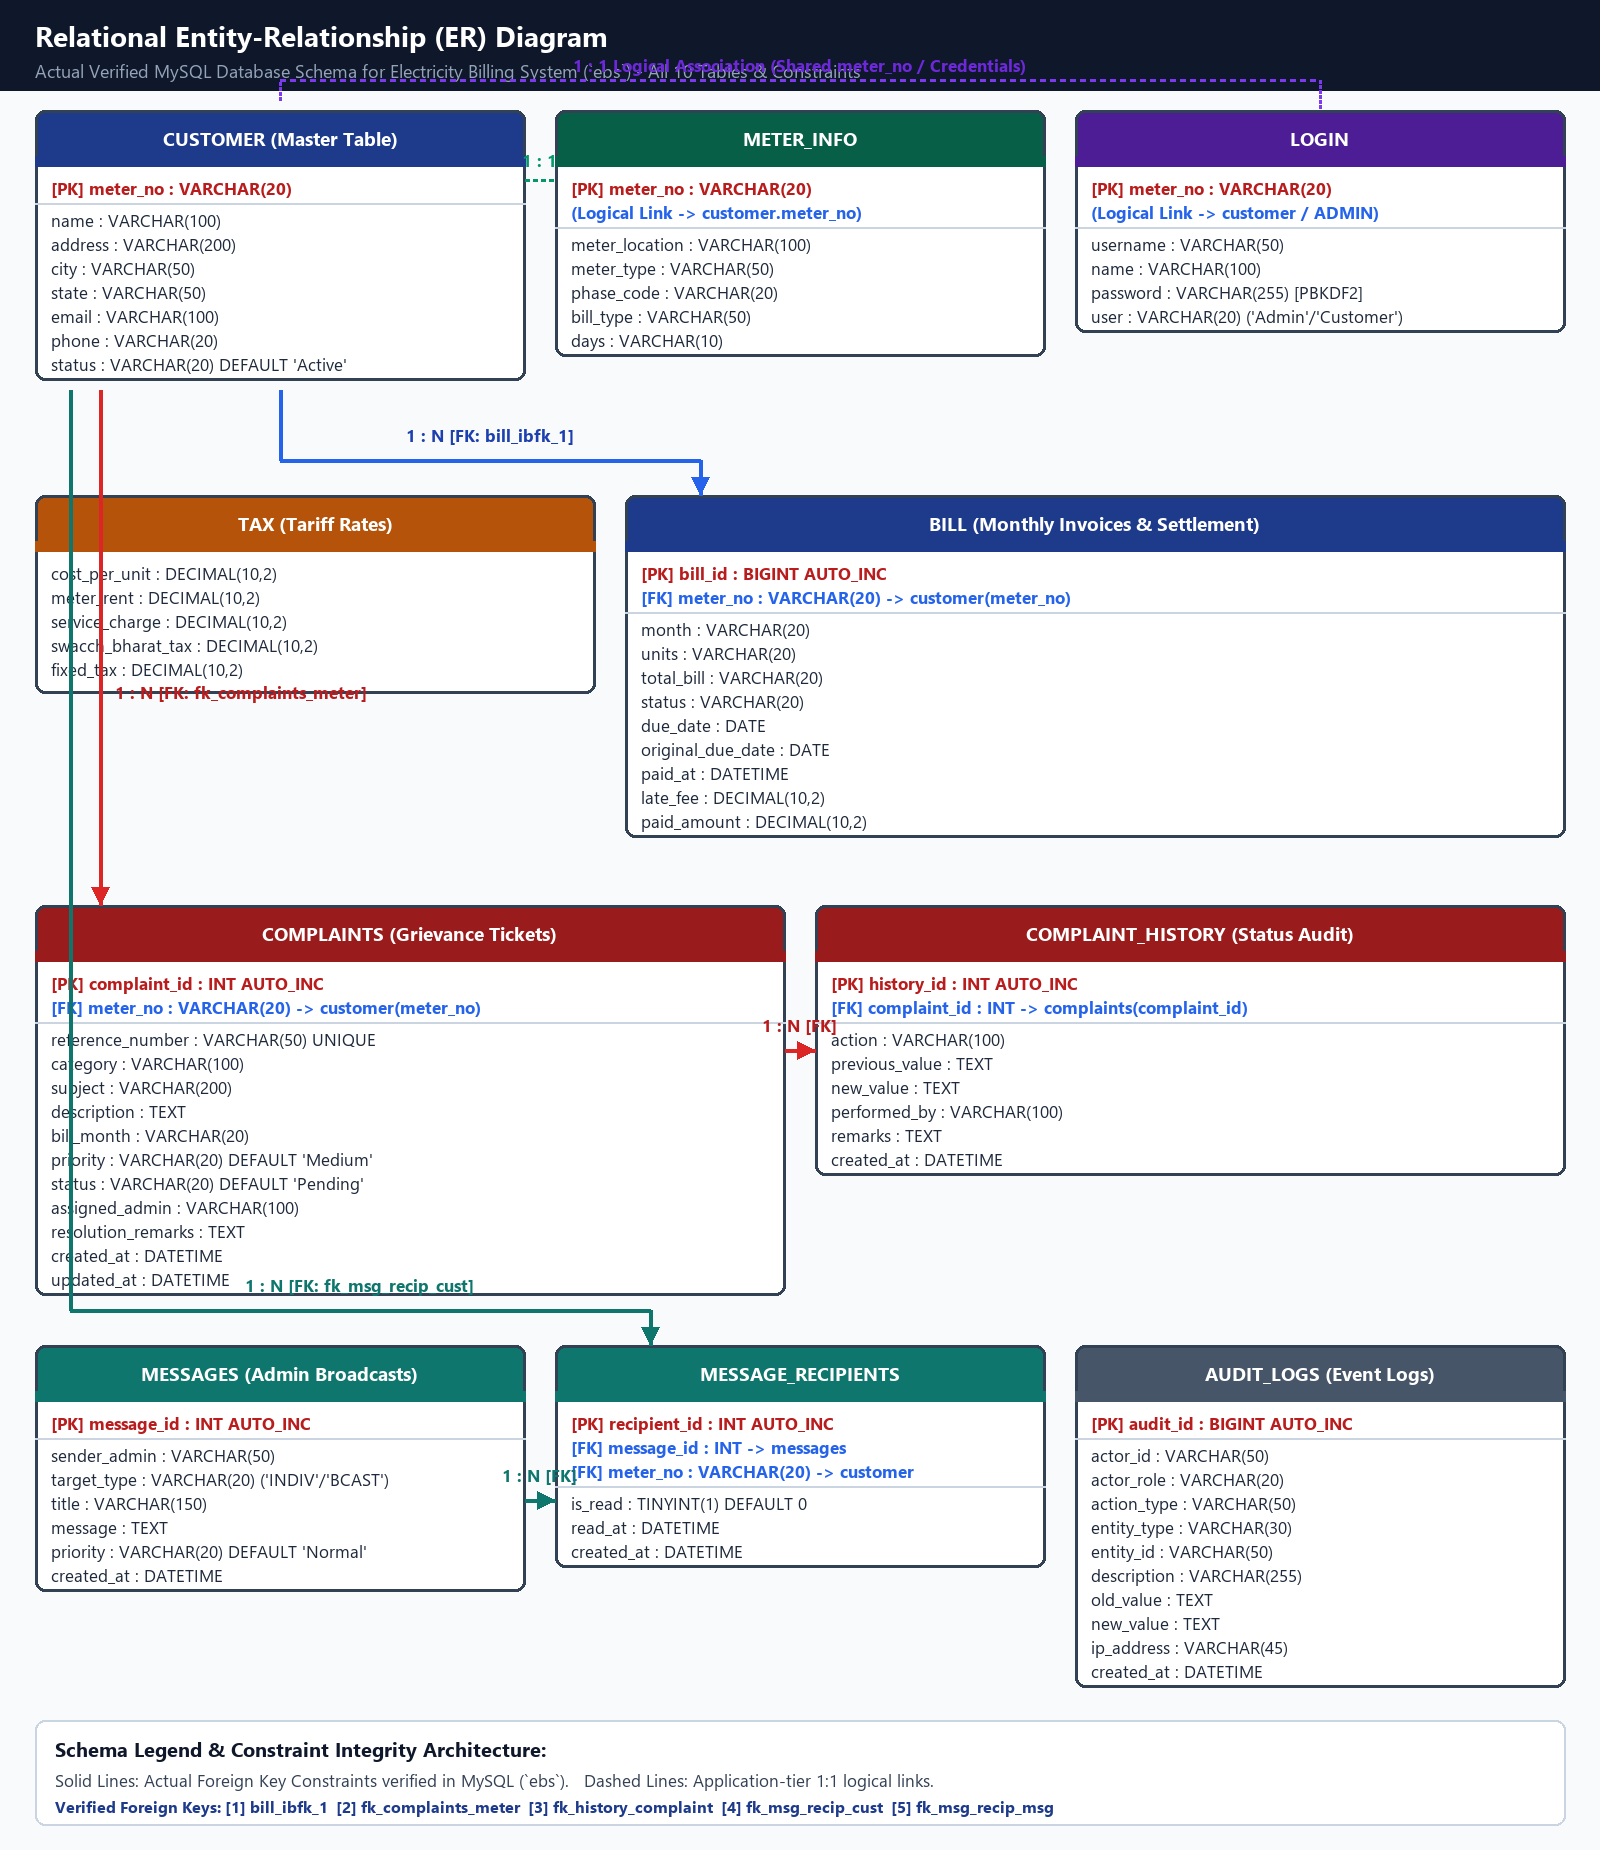 Relational Entity-Relationship (ER) Diagram
Actual Verified MySQL Database Schema for Electricity Billing System (`ebs`) - All 10 Tables & Constraints
1 : 1 Logical Association (Shared meter_no / Credentials)
CUSTOMER (Master Table)
[PK] meter_no : VARCHAR(20)
name : VARCHAR(100)
address : VARCHAR(200)
city : VARCHAR(50)
state : VARCHAR(50)
email : VARCHAR(100)
phone : VARCHAR(20)
status : VARCHAR(20) DEFAULT 'Active'
1 : 1
METER_INFO
[PK] meter_no : VARCHAR(20)
(Logical Link -> customer.meter_no)
meter_location : VARCHAR(100)
meter_type : VARCHAR(50)
phase_code : VARCHAR(20)
bill_type : VARCHAR(50)
days : VARCHAR(10)
LOGIN
[PK] meter_no : VARCHAR(20)
(Logical Link -> customer / ADMIN)
username : VARCHAR(50)
name : VARCHAR(100)
password : VARCHAR(255) [PBKDF2]
user : VARCHAR(20) ('Admin'/'Customer')
1 : N [FK: bill_ibfk_1]
TAX (Tariff Rates)
cost_per_unit : DECIMAL(10,2)
meter_rent : DECIMAL(10,2)
service_charge : DECIMAL(10,2)
swacch_bharat_tax : DECIMAL(10,2)
fixed_tax : DECIMAL(10,2)
1 : N [FK: fk_complaints_meter]
BILL (Monthly Invoices & Settlement)
[PK] bill_id : BIGINT AUTO_INC
[FK] meter_no : VARCHAR(20) -> customer(meter_no)
month : VARCHAR(20)
units : VARCHAR(20)
total_bill : VARCHAR(20)
status : VARCHAR(20)
due_date : DATE
original_due_date : DATE
paid_at : DATETIME
late_fee : DECIMAL(10,2)
paid_amount : DECIMAL(10,2)
COMPLAINTS (Grievance Tickets)
[PK] complaint_id : INT AUTO_INC
[FK] meter_no : VARCHAR(20) -> customer(meter_no)
reference_number : VARCHAR(50) UNIQUE
category : VARCHAR(100)
subject : VARCHAR(200)
description : TEXT
bill_month : VARCHAR(20)
priority : VARCHAR(20) DEFAULT 'Medium'
status : VARCHAR(20) DEFAULT 'Pending'
assigned_admin : VARCHAR(100)
resolution_remarks : TEXT
created_at : DATETIME
updated_at : DATETIME
1 : N [FK]
COMPLAINT_HISTORY (Status Audit)
[PK] history_id : INT AUTO_INC
[FK] complaint_id : INT -> complaints(complaint_id)
action : VARCHAR(100)
previous_value : TEXT
new_value : TEXT
performed_by : VARCHAR(100)
remarks : TEXT
created_at : DATETIME
1 : N [FK: fk_msg_recip_cust]
MESSAGES (Admin Broadcasts)
[PK] message_id : INT AUTO_INC
sender_admin : VARCHAR(50)
target_type : VARCHAR(20) ('INDIV'/'BCAST')
title : VARCHAR(150)
message : TEXT
priority : VARCHAR(20) DEFAULT 'Normal'
created_at : DATETIME
1 : N [FK]
MESSAGE_RECIPIENTS
[PK] recipient_id : INT AUTO_INC
[FK] message_id : INT -> messages
[FK] meter_no : VARCHAR(20) -> customer
is_read : TINYINT(1) DEFAULT 0
read_at : DATETIME
created_at : DATETIME
AUDIT_LOGS (Event Logs)
[PK] audit_id : BIGINT AUTO_INC
actor_id : VARCHAR(50)
actor_role : VARCHAR(20)
action_type : VARCHAR(50)
entity_type : VARCHAR(30)
entity_id : VARCHAR(50)
description : VARCHAR(255)
old_value : TEXT
new_value : TEXT
ip_address : VARCHAR(45)
created_at : DATETIME
Schema Legend & Constraint Integrity Architecture:
Solid Lines: Actual Foreign Key Constraints verified in MySQL (`ebs`).   Dashed Lines: Application-tier 1:1 logical links.
Verified Foreign Keys: [1] bill_ibfk_1  [2] fk_complaints_meter  [3] fk_history_complaint  [4] fk_msg_recip_cust  [5] fk_msg_recip_msg